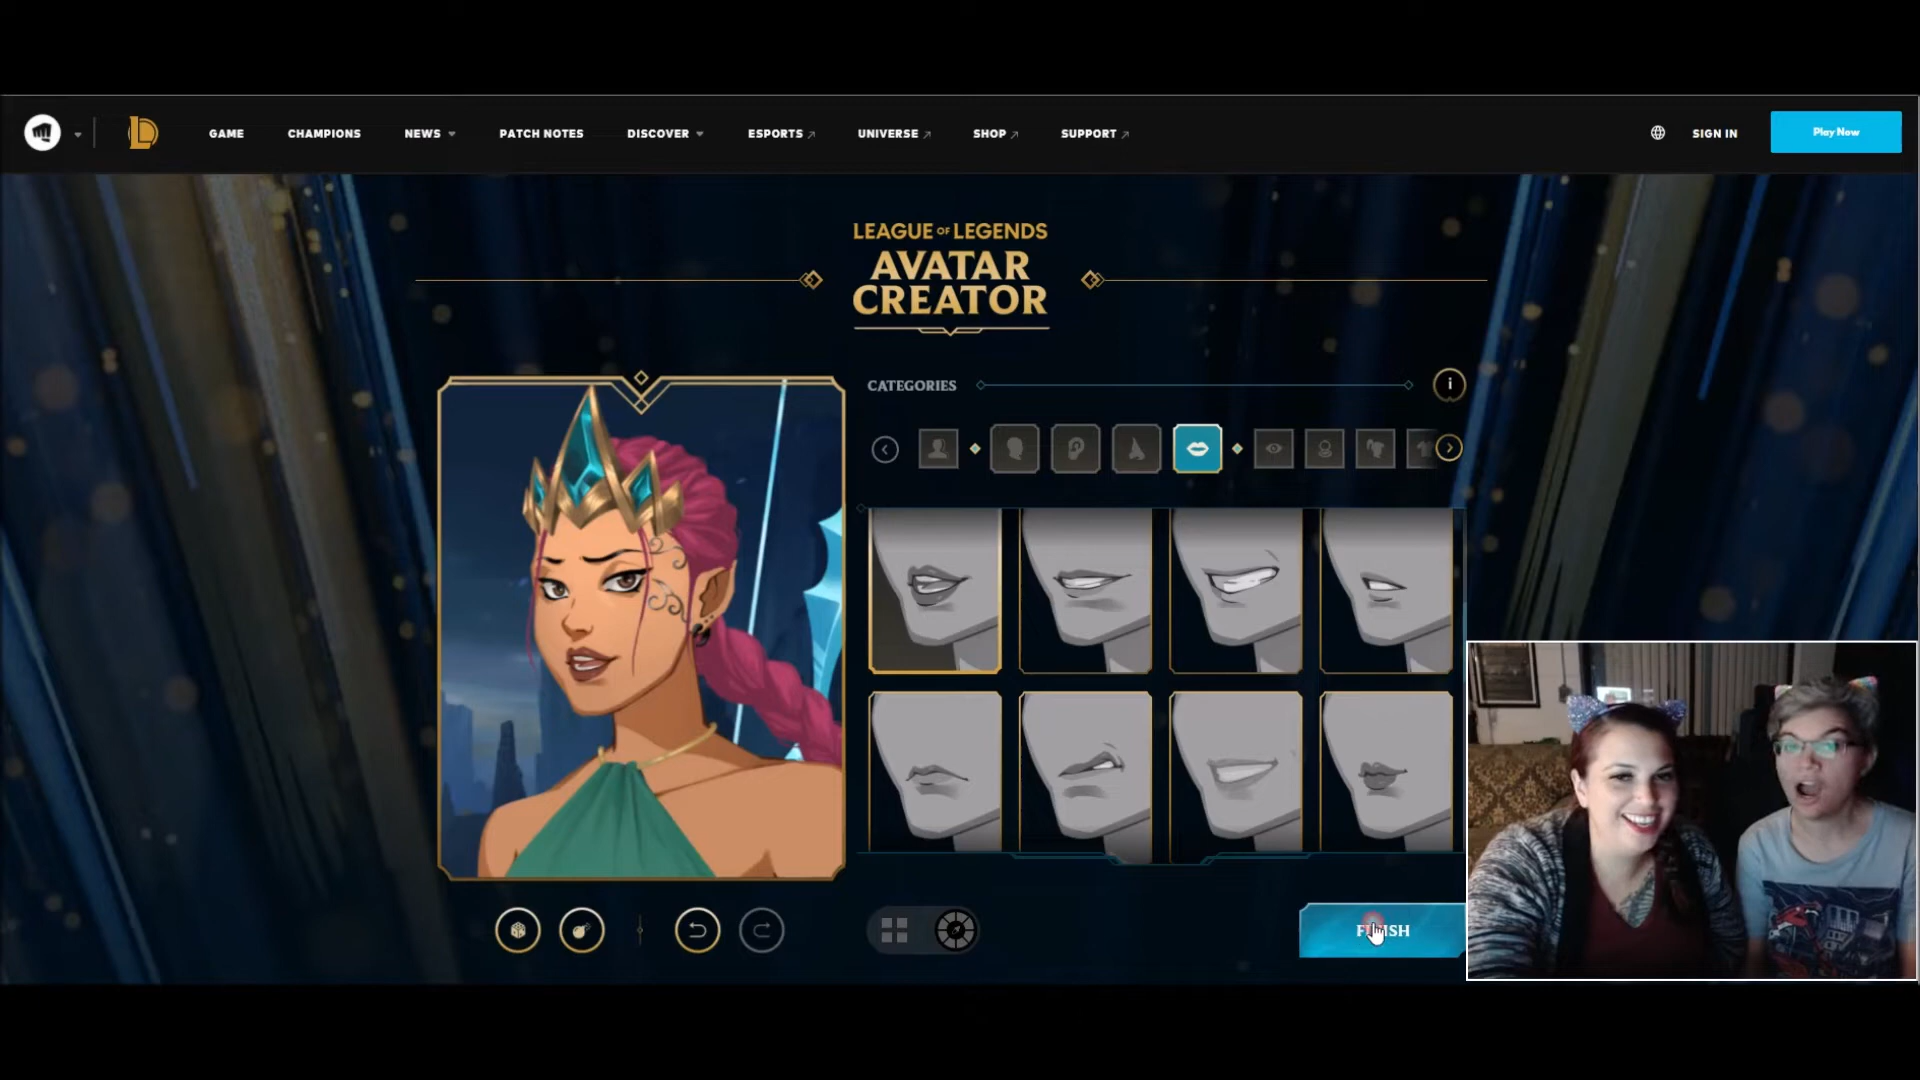 GAME
CHAMPIONS
NEWS
PATCH NOTES
DISCOVER
ESPORTS
UNIVERSE
SHOP
SUPPORT
SIGN IN
Play Now
LEAGUE OF LEGENDS
AVATAR
CREATOR
CATEGORIES
i
FINISH